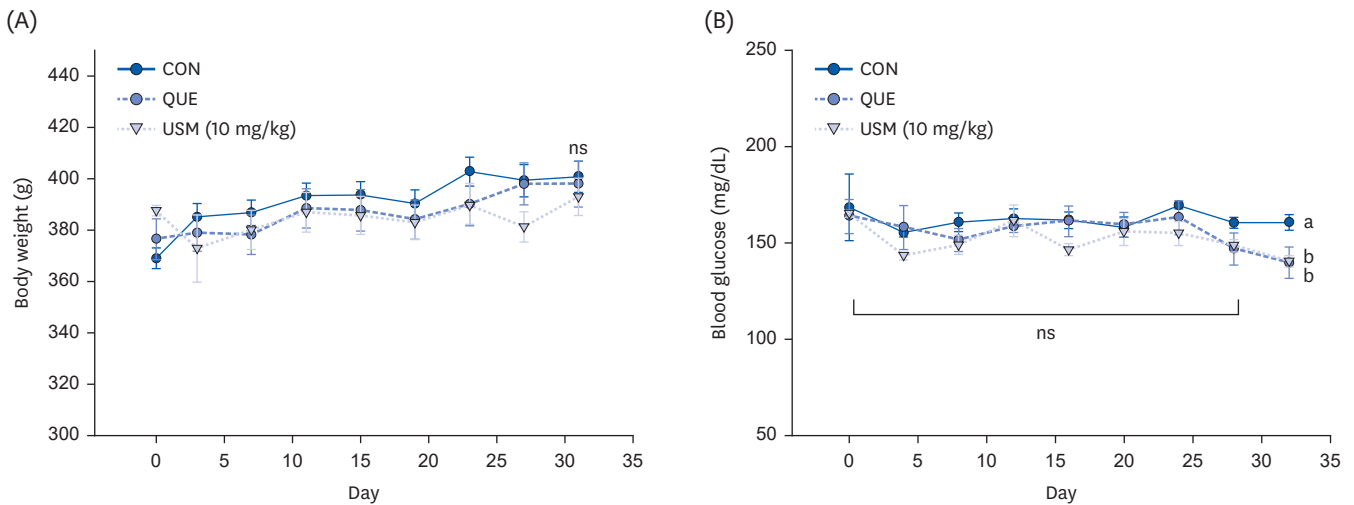 (A)
Body weight (g)
440
420
400
380
360
340
320
300
CON
QUE
USM (10 mg/kg)
ns
0 5 10 15 20 25 30 35
Day
(B)
Blood glucose (mg/dL)
250
200
150
100
50
CON
QUE
USM (10 mg/kg)
a
b
b
ns
0 5 10 15 20 25 30 35
Day